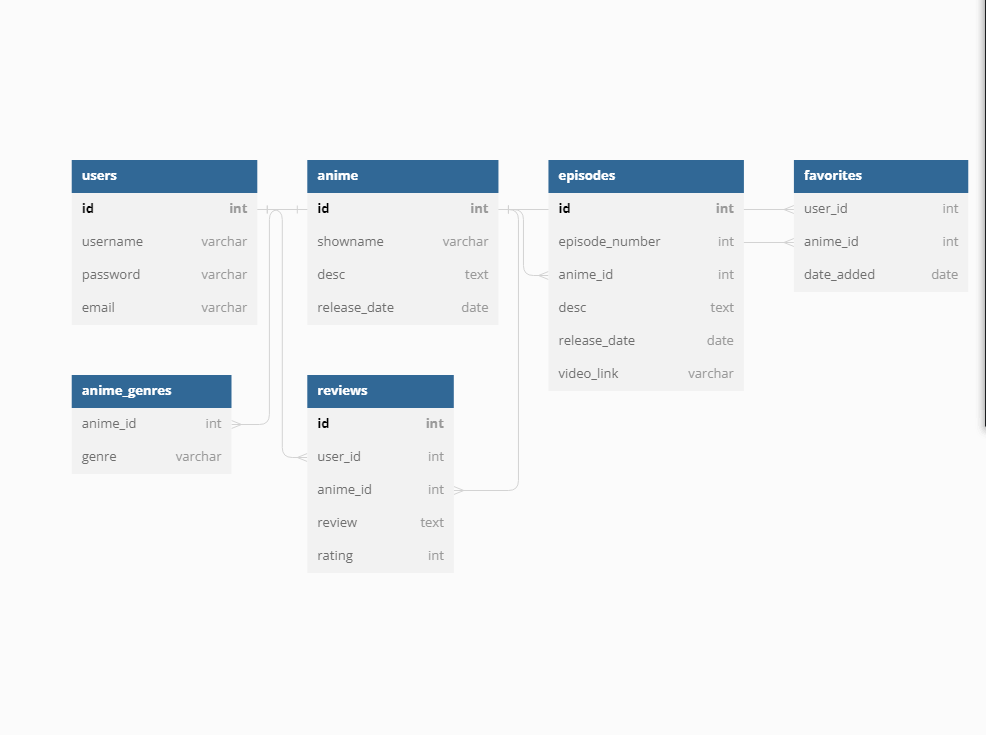 users
id int
username varchar
password varchar
email varchar
anime
id int
showname varchar
desc text
release_date date
episodes
id int
episode_number int
anime_id int
desc text
release_date date
video_link varchar
favorites
user_id int
anime_id int
date_added date
anime_genres
anime_id int
genre varchar
reviews
id int
user_id int
anime_id int
review text
rating int